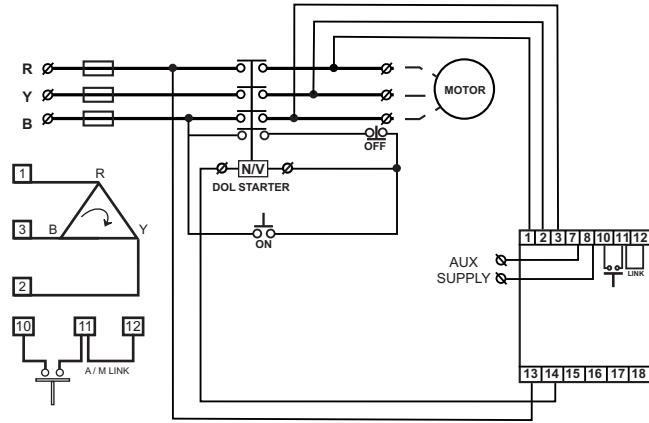 R
Y
B
MOTOR
OFF
N/V
DOL STARTER
ON
1
R
3
B
Y
2
10
11
12
A / M LINK
1 2 3 7 8 10 11 12
AUX
SUPPLY
LINK
13 14 15 16 17 18